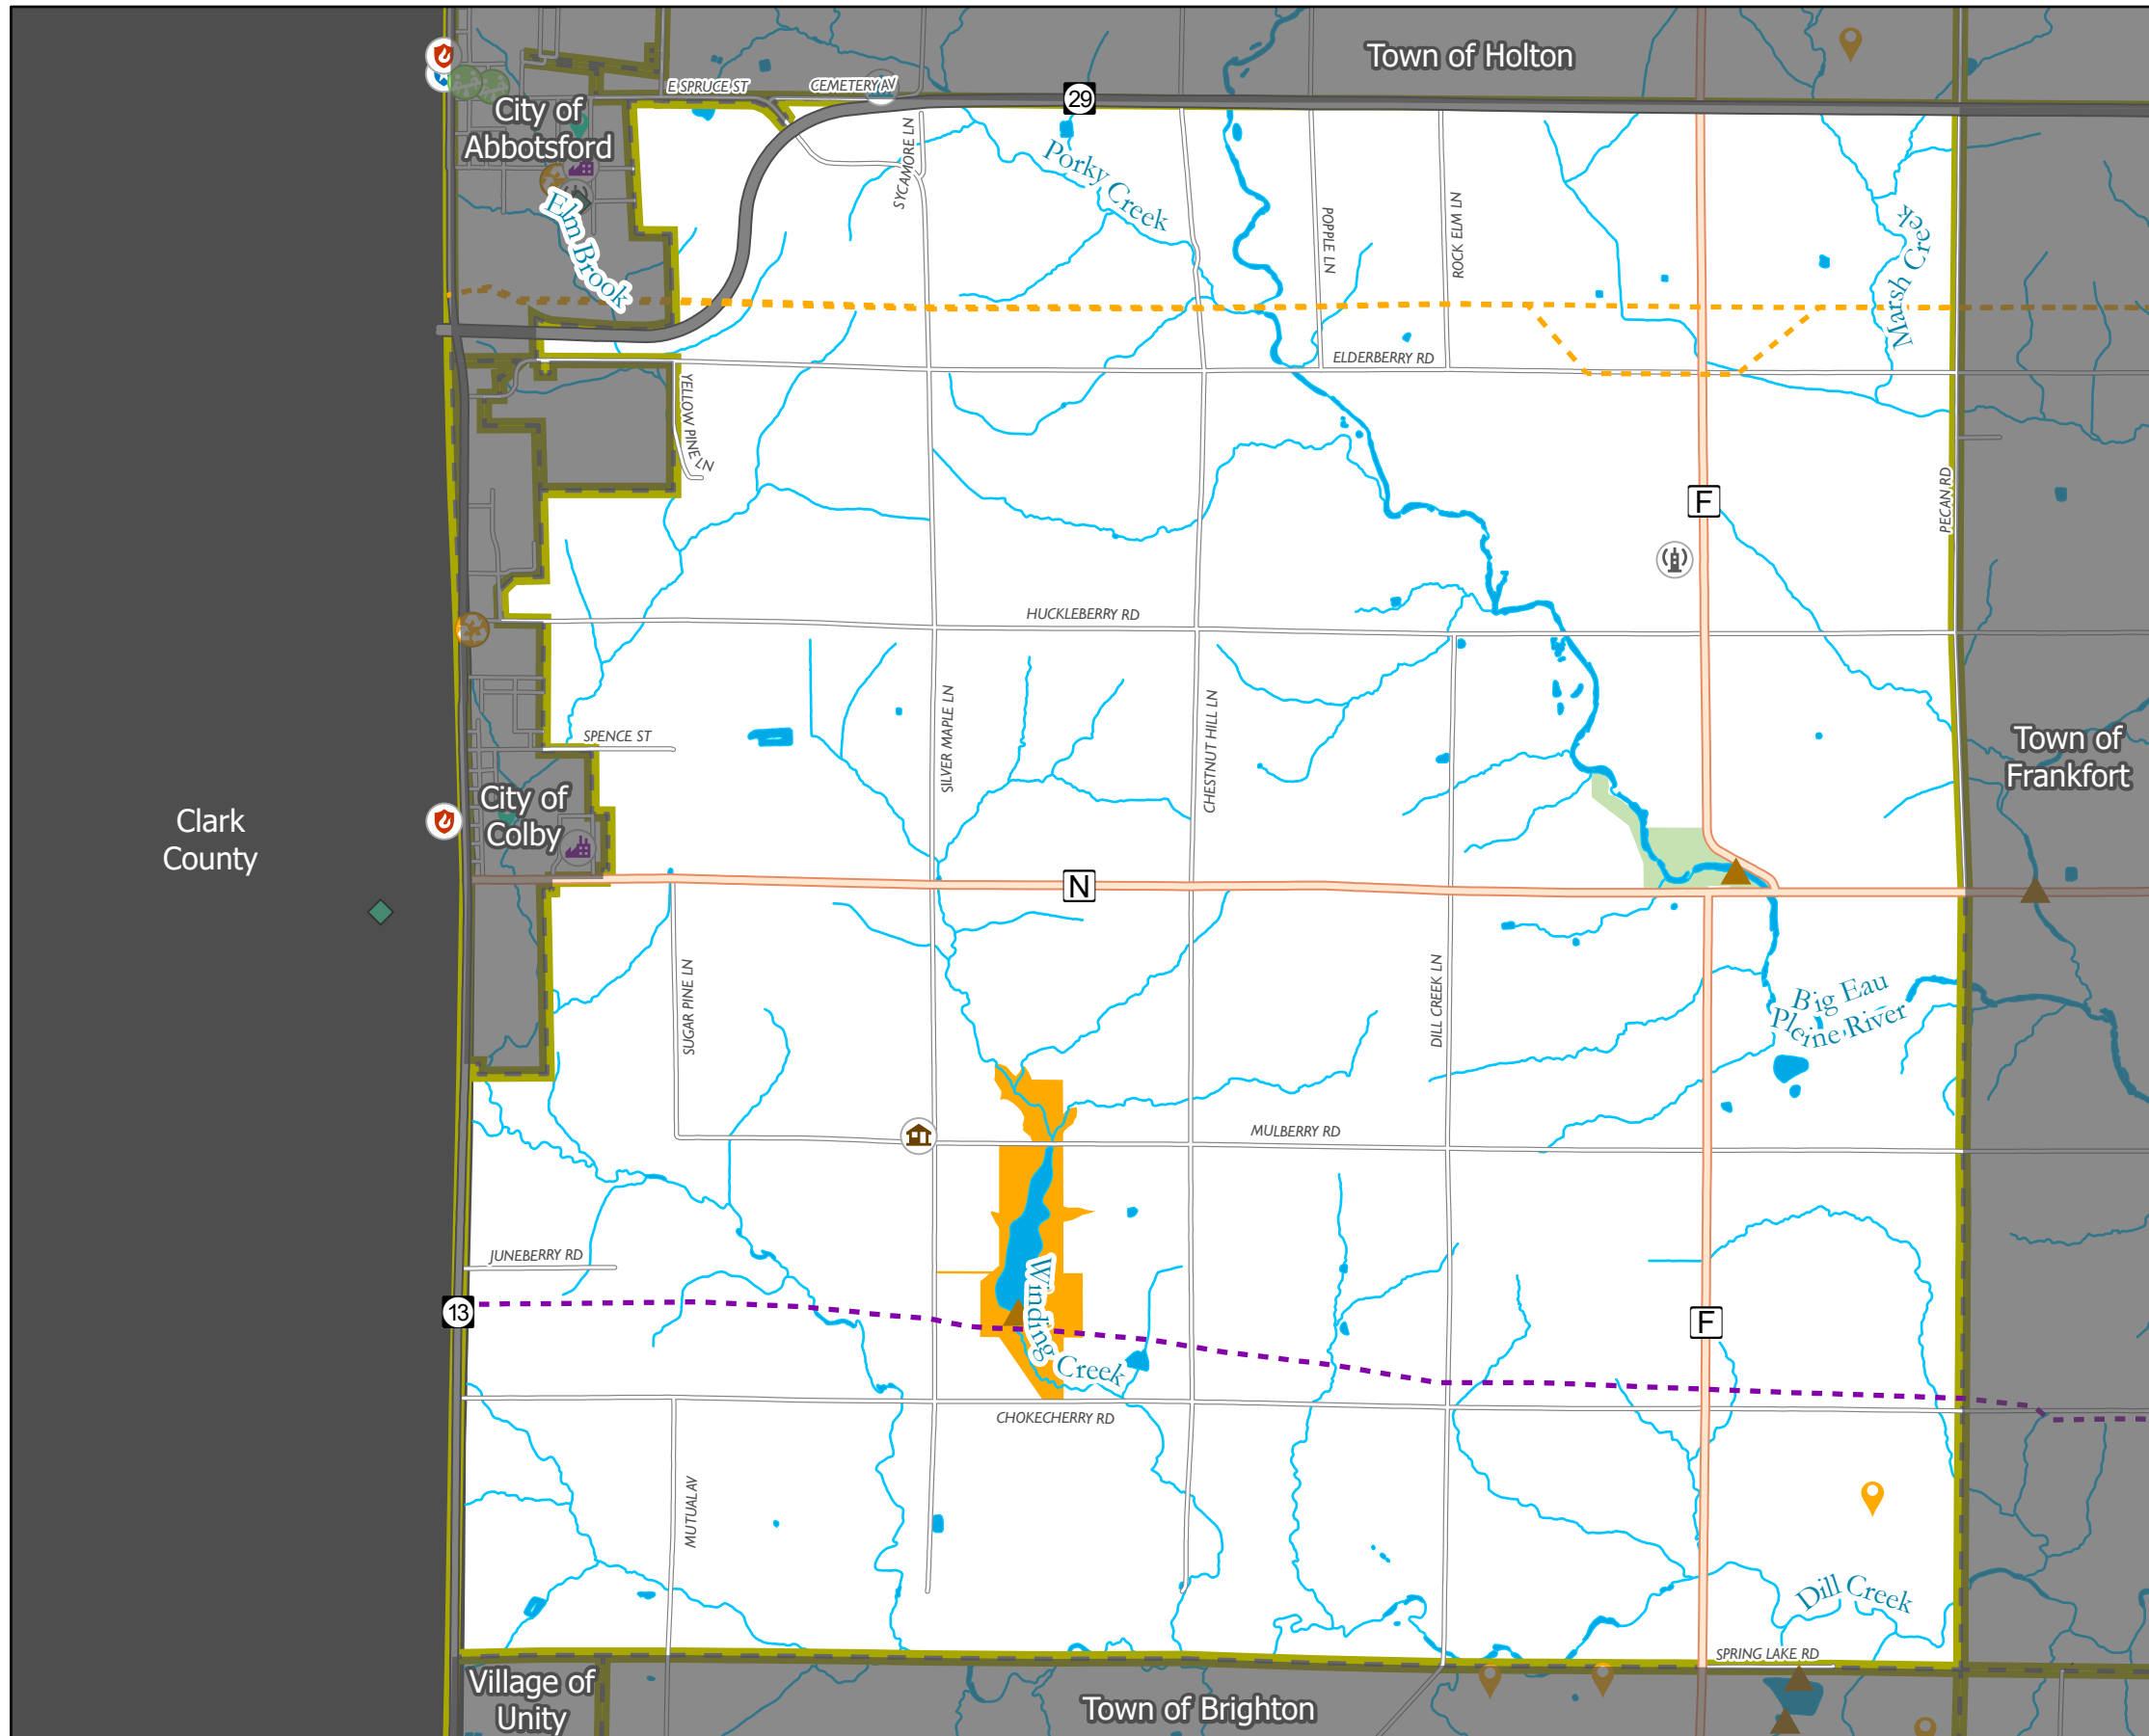 Town of Holton
E SPRUCE ST
CEMETERY AV
29
City of
Abbotsford
SYCAMORE LN
Porky Creek
POPPLE LN
ROCK ELM LN
Marsh Creek
Elm Brook
ELDERBERRY RD
YELLOW PINE LN
F
PECAN RD
HUCKLEBERRY RD
SPENCE ST
SILVER MAPLE LN
CHESTNUT HILL LN
Town of
Frankfort
City of
Colby
Clark
County
N
SUGAR PINE LN
DILL CREEK LN
Big Eau
Pleine River
MULBERRY RD
JUNEBERRY RD
13
Winding Creek
F
CHOKECHERRY RD
MUTUAL AV
Dill Creek
SPRING LAKE RD
Village of
Unity
Town of Brighton